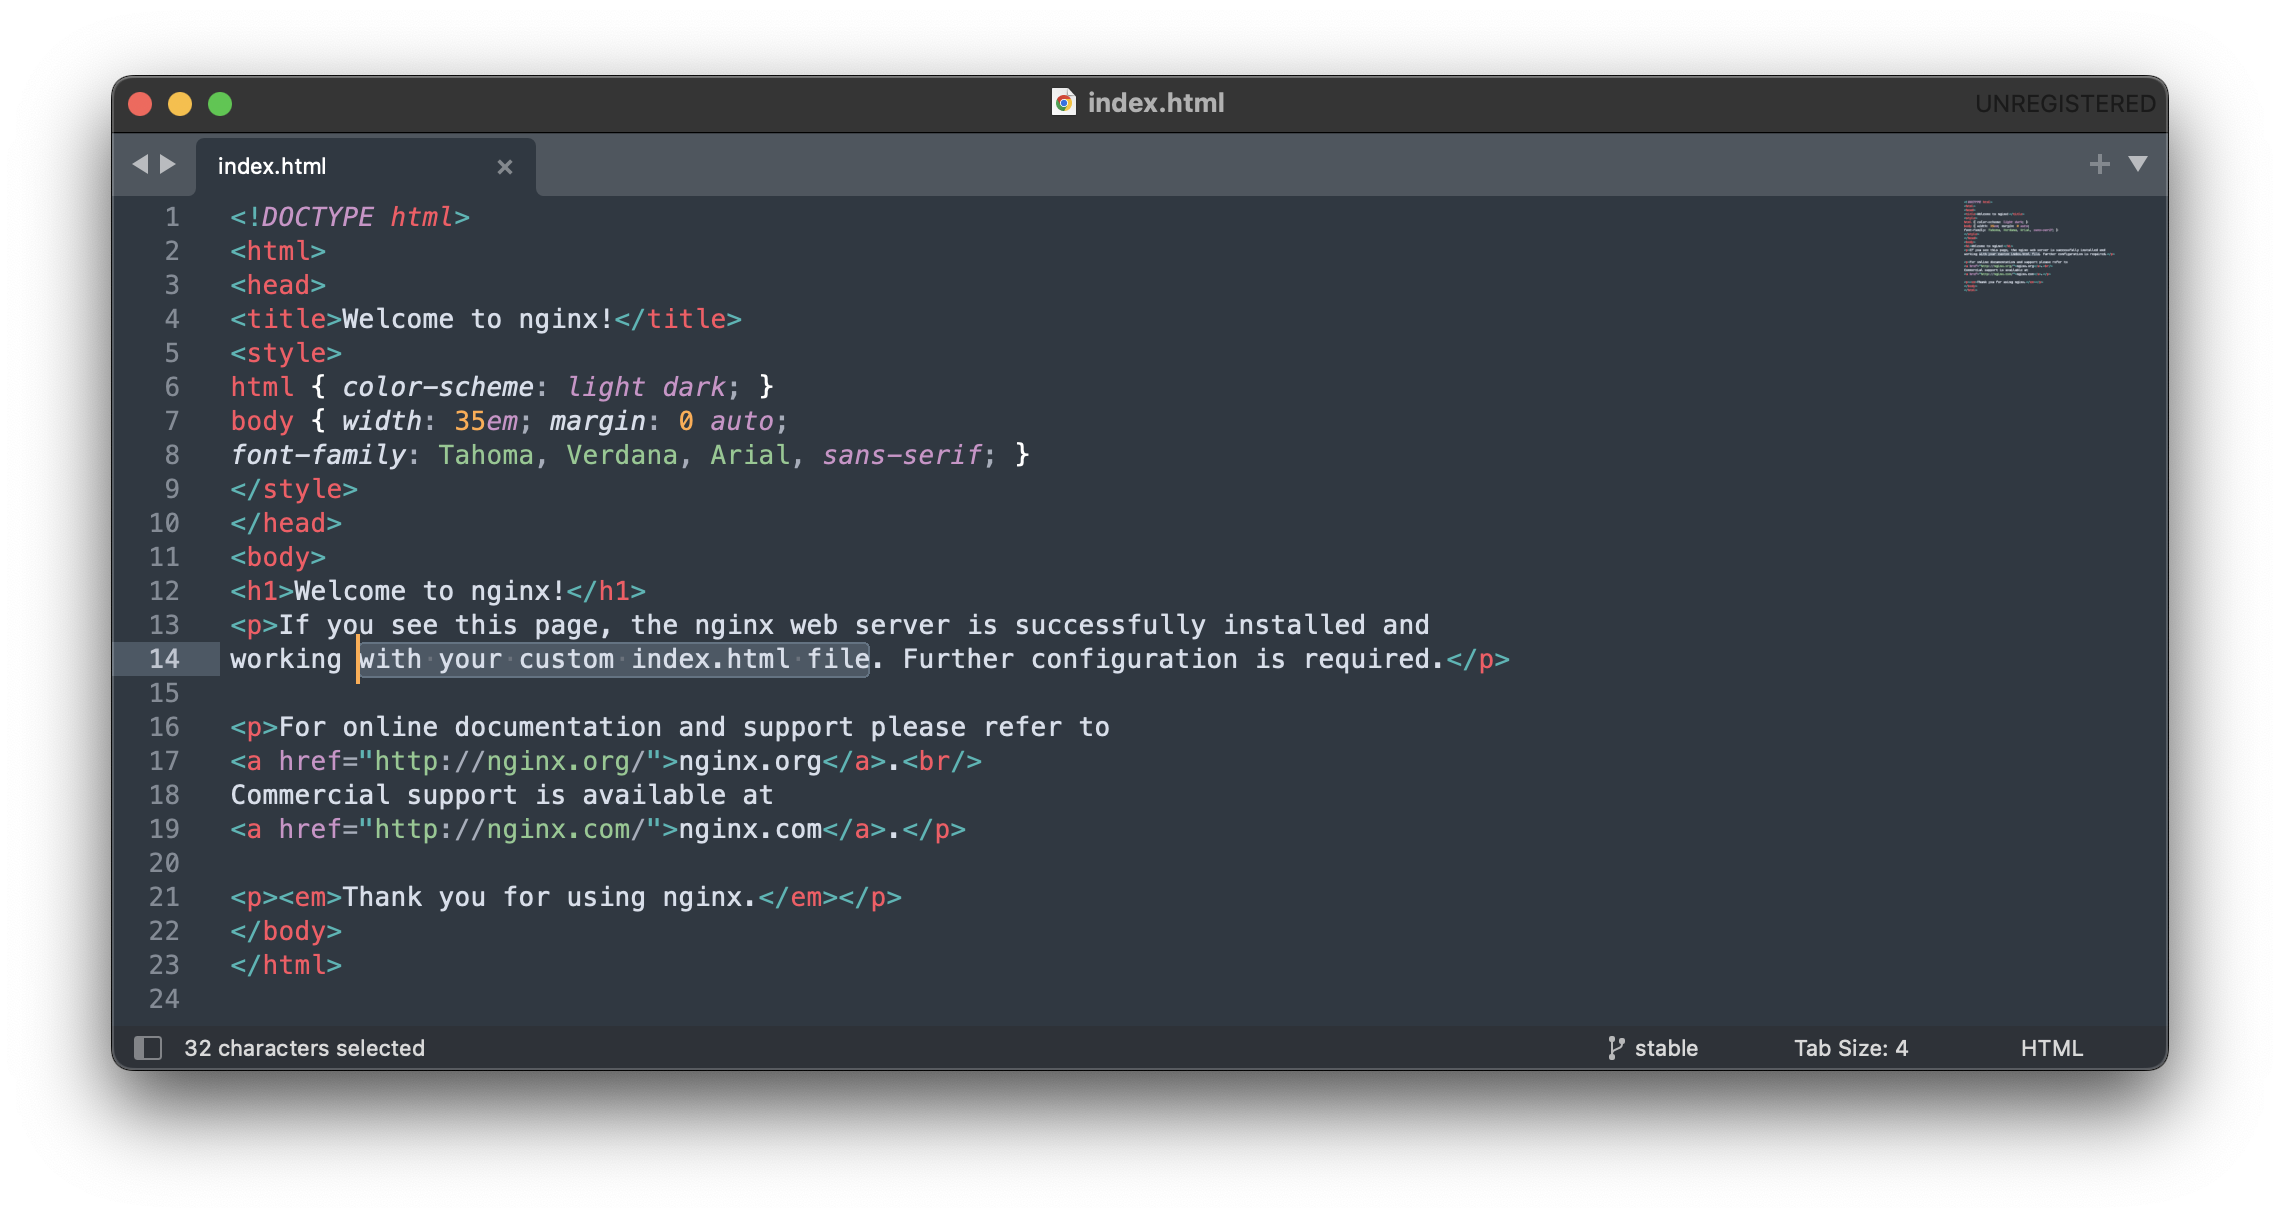 index.html
UNREGISTERED
index.html
1 <!DOCTYPE html>
2 <html>
3 <head>
4 <title>Welcome to nginx!</title>
5 <style>
6 html { color-scheme: light dark; }
7 body { width: 35em; margin: 0 auto;
8 font-family: Tahoma, Verdana, Arial, sans-serif; }
9 </style>
10 </head>
11 <body>
12 <h1>Welcome to nginx!</h1>
13 <p>If you see this page, the nginx web server is successfully installed and
14 working with your custom index.html file. Further configuration is required.</p>
15
16 <p>For online documentation and support please refer to
17 <a href="http://nginx.org/">nginx.org</a>.<br/>
18 Commercial support is available at
19 <a href="http://nginx.com/">nginx.com</a>.</p>
20
21 <p><em>Thank you for using nginx.</em></p>
22 </body>
23 </html>
24
32 characters selected
stable
Tab Size: 4
HTML